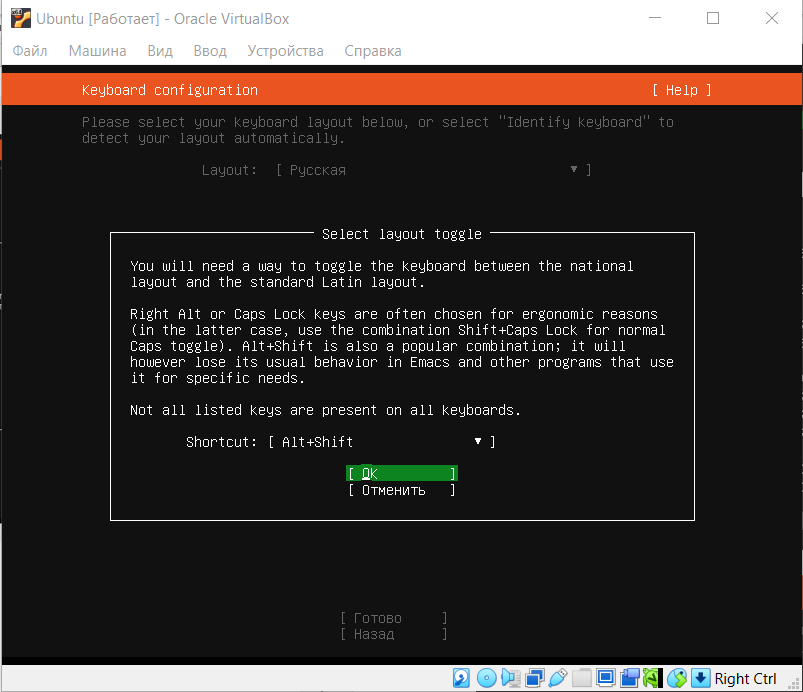 Ubuntu [Работает] - Oracle VirtualBox
Файл Машина Вид Ввод Устройства Справка
Keyboard configuration [ Help ]
Please select your keyboard layout below, or select "Identify keyboard" to
detect your layout automatically.
Layout: [ Русская ▾ ]
Select layout toggle
You will need a way to toggle the keyboard between the national
layout and the standard Latin layout.
Right Alt or Caps Lock keys are often chosen for ergonomic reasons
(in the latter case, use the combination Shift+Caps Lock for normal
Caps toggle). Alt+Shift is also a popular combination; it will
however lose its usual behavior in Emacs and other programs that use
it for specific needs.
Not all listed keys are present on all keyboards.
Shortcut: [ Alt+Shift ▾ ]
[ OK ]
[ Отменить ]
[ Готово ]
[ Назад ]
Right Ctrl